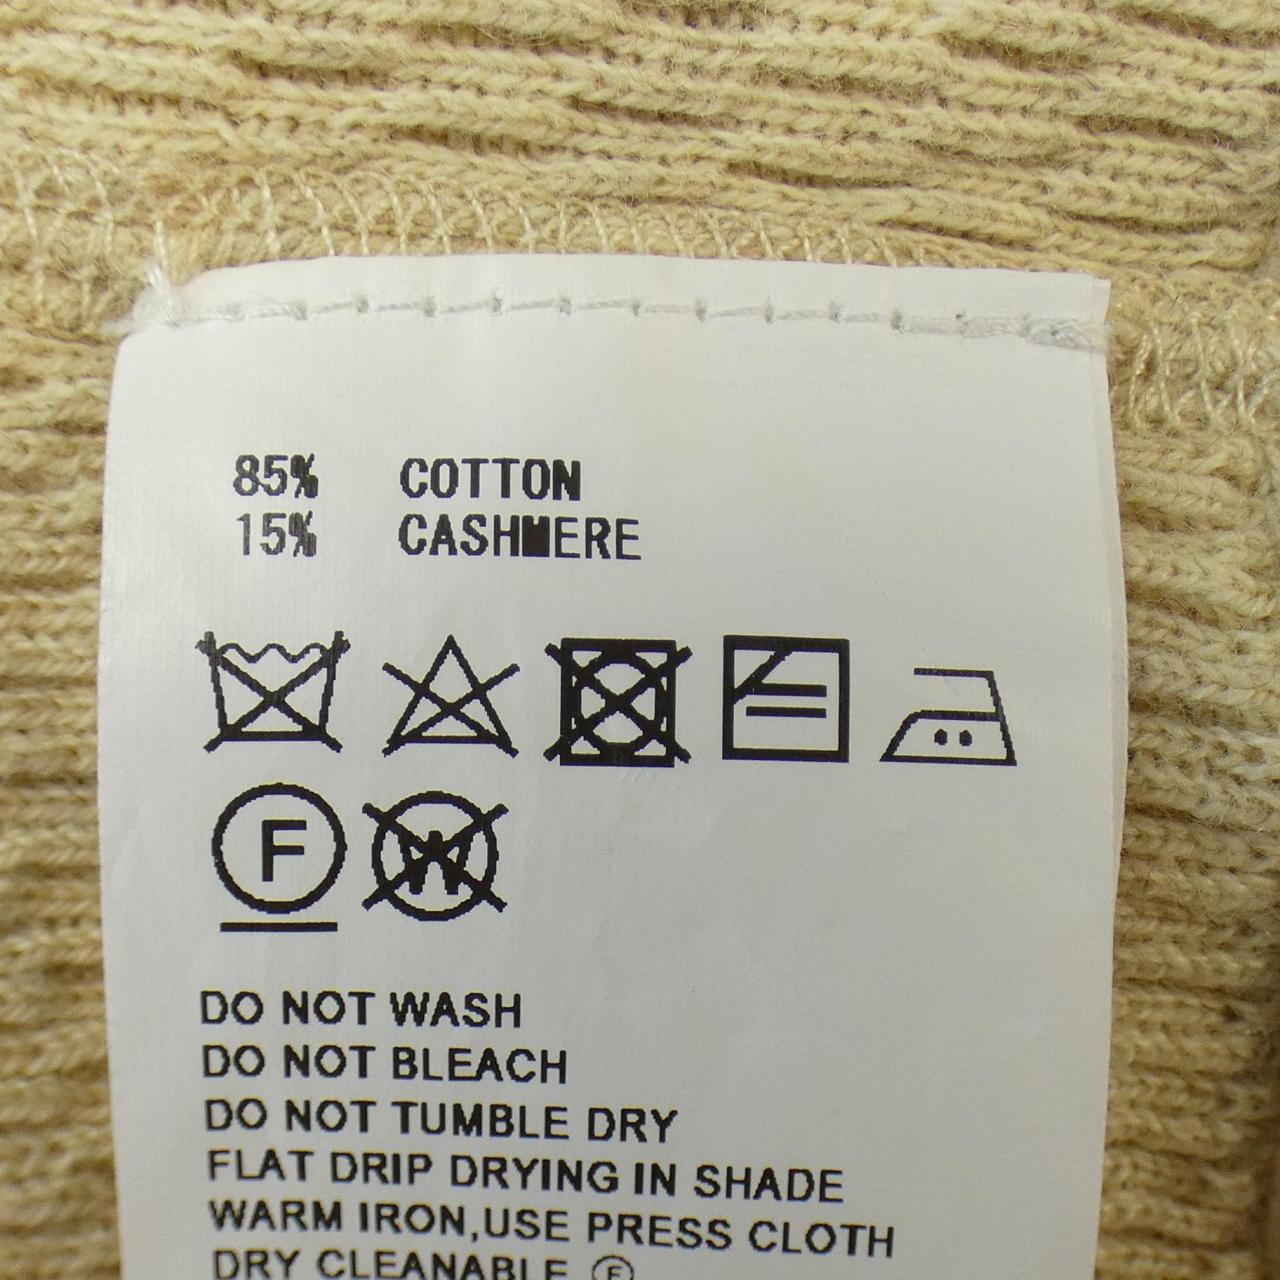 85% COTTON
15% CASHMERE
F W
DO NOT WASH
DO NOT BLEACH
DO NOT TUMBLE DRY
FLAT DRIP DRYING IN SHADE
WARM IRON,USE PRESS CLOTH
DRY CLEANABLE Ⓕ